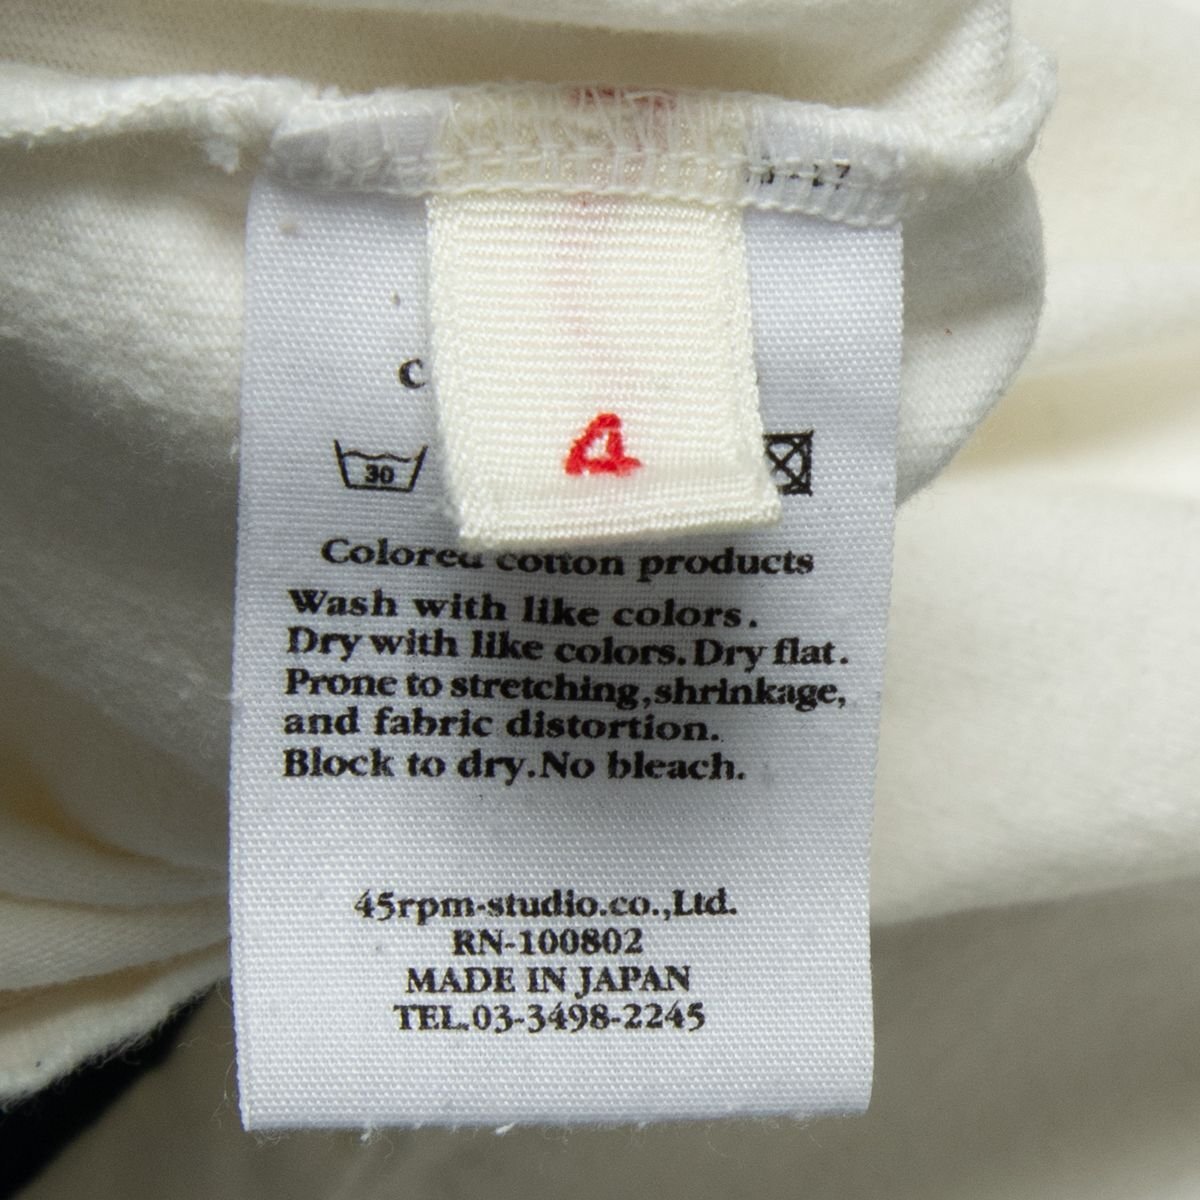 4
30
Colored cotton products
Wash with like colors.
Dry with like colors. Dry flat.
Prone to stretching, shrinkage,
and fabric distortion.
Block to dry. No bleach.
45rpm-studio.co.,Ltd.
RN-100802
MADE IN JAPAN
TEL.03-3498-2245